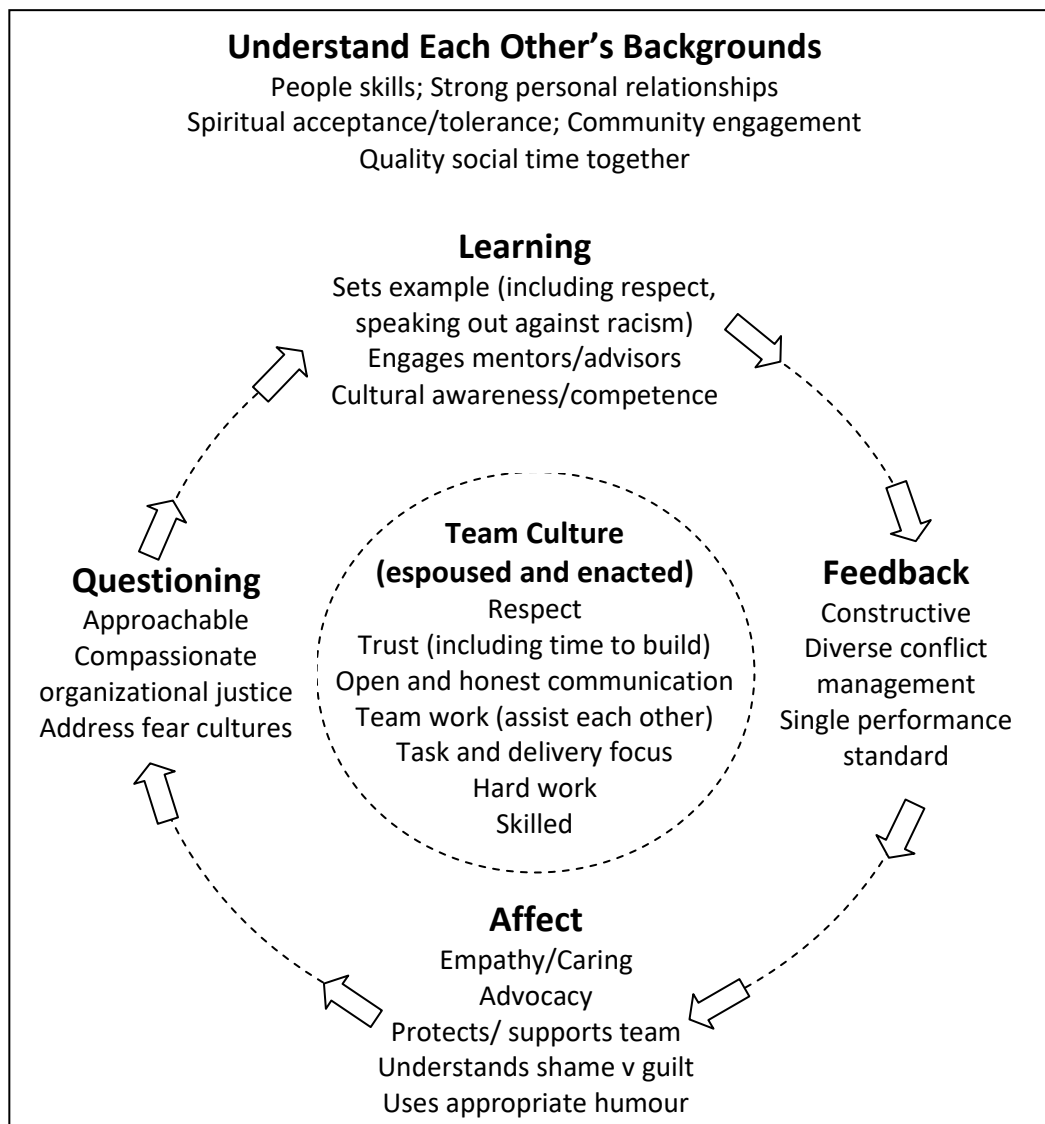 Understand Each Other’s Backgrounds
People skills; Strong personal relationships
Spiritual acceptance/tolerance; Community engagement
Quality social time together
Learning
Sets example (including respect,
speaking out against racism)
Engages mentors/advisors
Cultural awareness/competence
Questioning
Approachable
Compassionate
organizational justice
Address fear cultures
Team Culture
(espoused and enacted)
Respect
Trust (including time to build)
Open and honest communication
Team work (assist each other)
Task and delivery focus
Hard work
Skilled
Feedback
Constructive
Diverse conflict
management
Single performance
standard
Affect
Empathy/Caring
Advocacy
Protects/ supports team
Understands shame v guilt
Uses appropriate humour